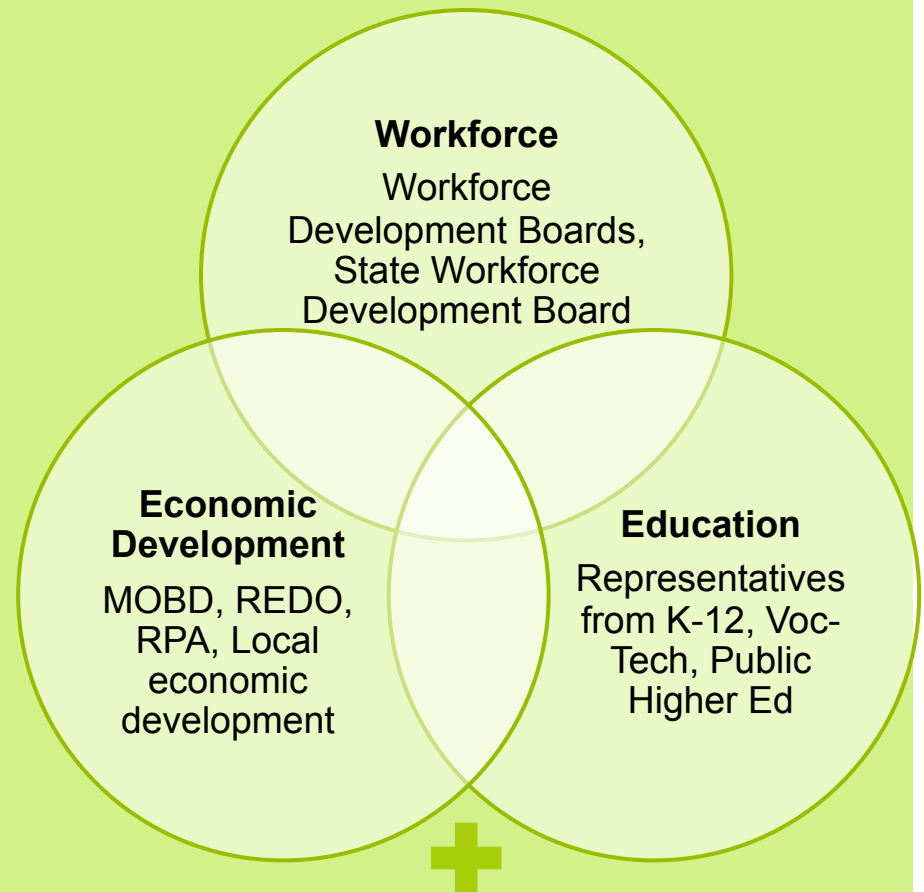 Workforce
Workforce
Development Boards,
State Workforce
Development Board
Economic
Development
MOBD, REDO,
RPA, Local
economic
development
Education
Representatives
from K-12, Voc-
Tech, Public
Higher Ed